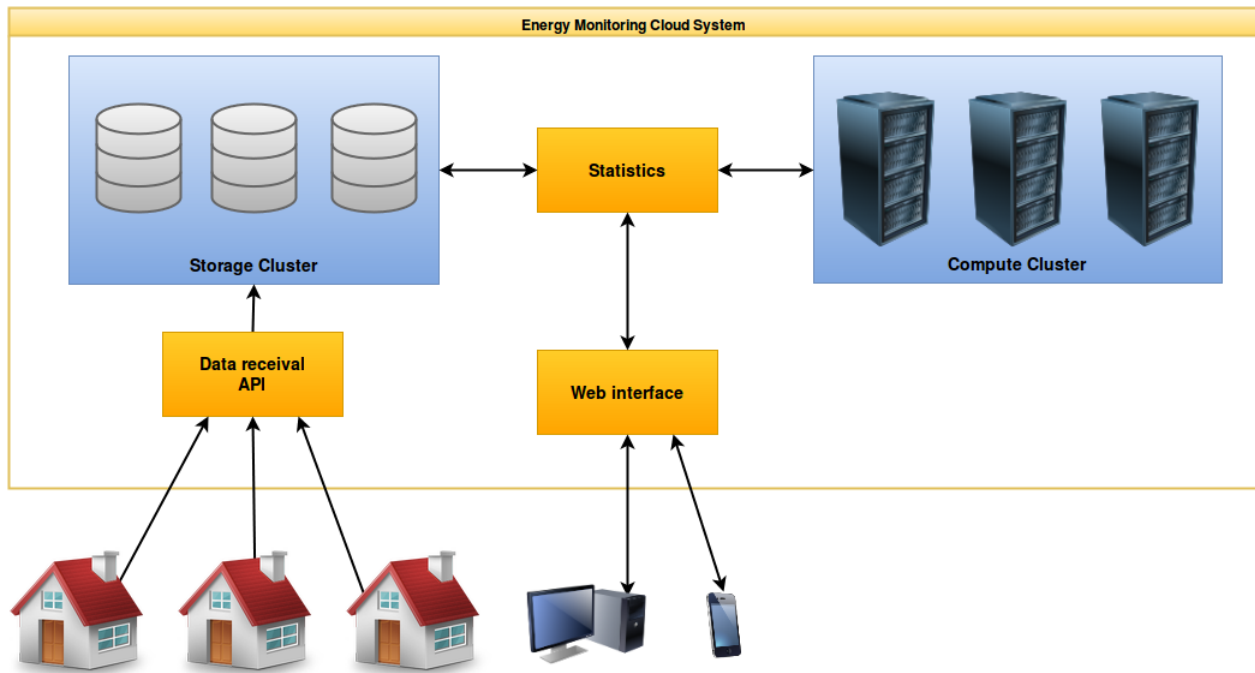 Energy Monitoring Cloud System
Statistics
Storage Cluster
Compute Cluster
Data receival
API
Web interface